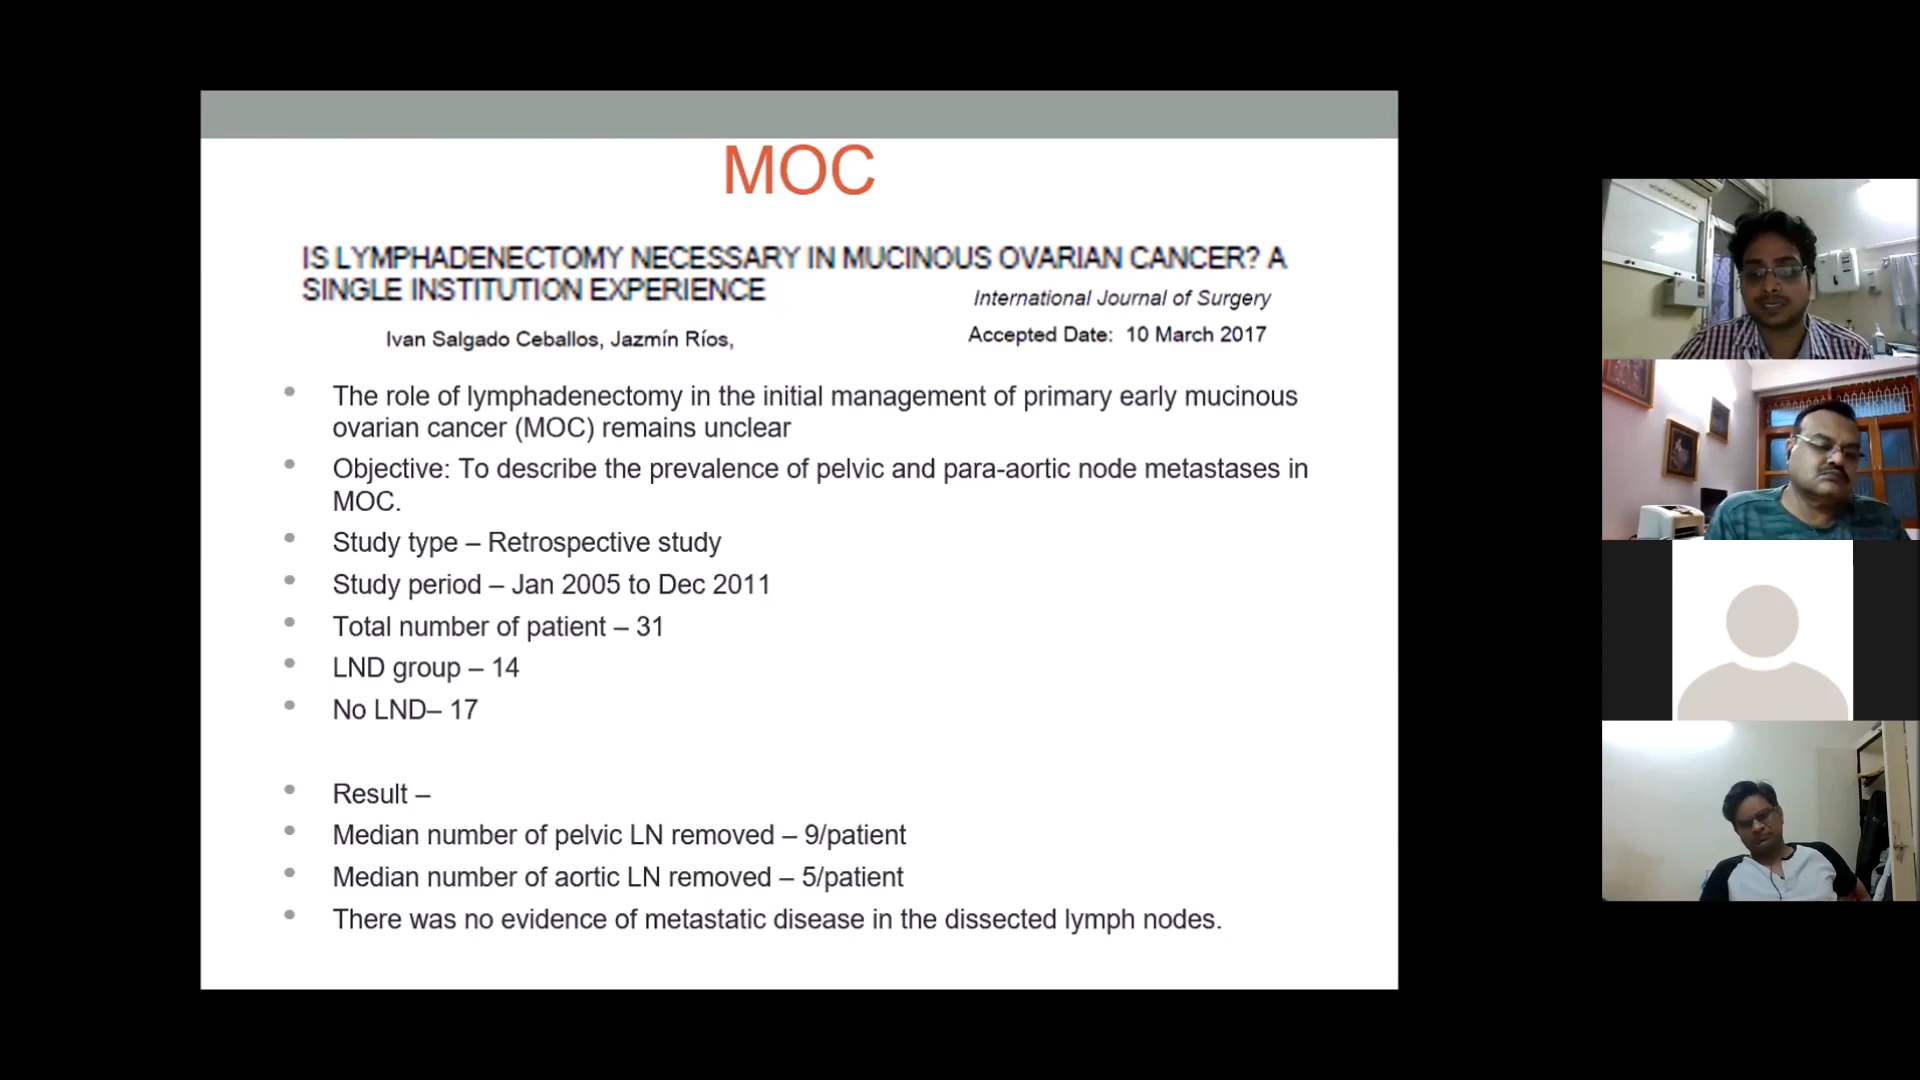 MOC
IS LYMPHADENECTOMY NECESSARY IN MUCINOUS OVARIAN CANCER? A
SINGLE INSTITUTION EXPERIENCE
International Journal of Surgery
Ivan Salgado Ceballos, Jazmín Ríos,
Accepted Date: 10 March 2017
• The role of lymphadenectomy in the initial management of primary early mucinous
ovarian cancer (MOC) remains unclear
• Objective: To describe the prevalence of pelvic and para-aortic node metastases in
MOC.
• Study type – Retrospective study
• Study period – Jan 2005 to Dec 2011
• Total number of patient – 31
• LND group – 14
• No LND– 17
• Result –
• Median number of pelvic LN removed – 9/patient
• Median number of aortic LN removed – 5/patient
• There was no evidence of metastatic disease in the dissected lymph nodes.